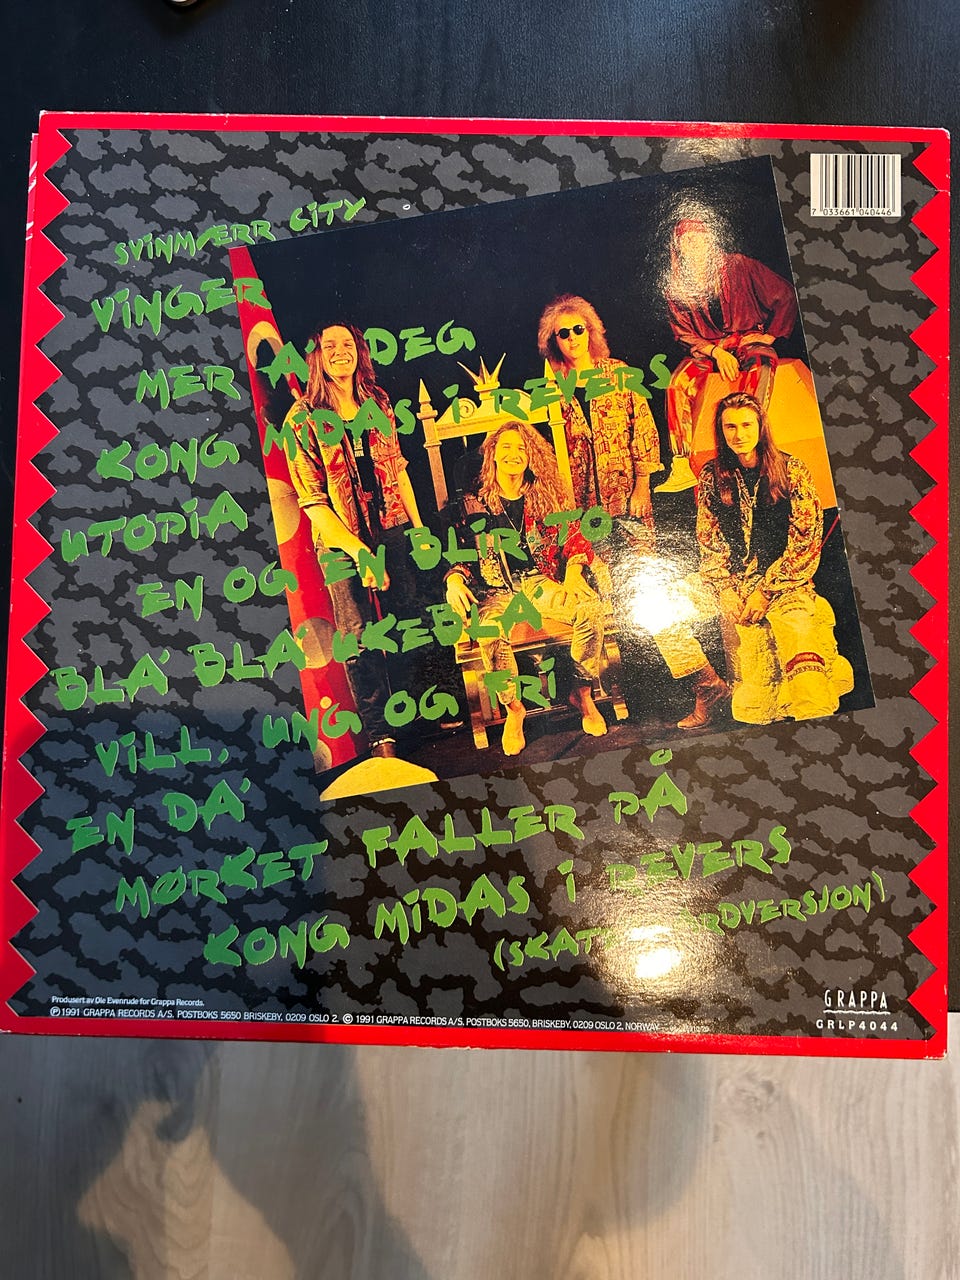 7 033661 040446
SVINMÆRR CITY
VINGER
MER AV DEG
KONG MIDAS I REVERS
UTOPIA
EN OG EN BLIR TO
BLA' BLA' UKEBLA'
VILL, UNG OG FRI
EN DA'
MØRKET FALLER PÅ
KONG MIDAS I REVERS
Produsert av Ole Evenrude for Grappa Records.
℗ 1991 GRAPPA RECORDS A/S. POSTBOKS 5650 BRISKEBY, 0209 OSLO 2. © 1991 GRAPPA RECORDS A/S, POSTBOKS 5650, BRISKEBY, 0209 OSLO 2, NORWAY
GRAPPA
GRLP4044